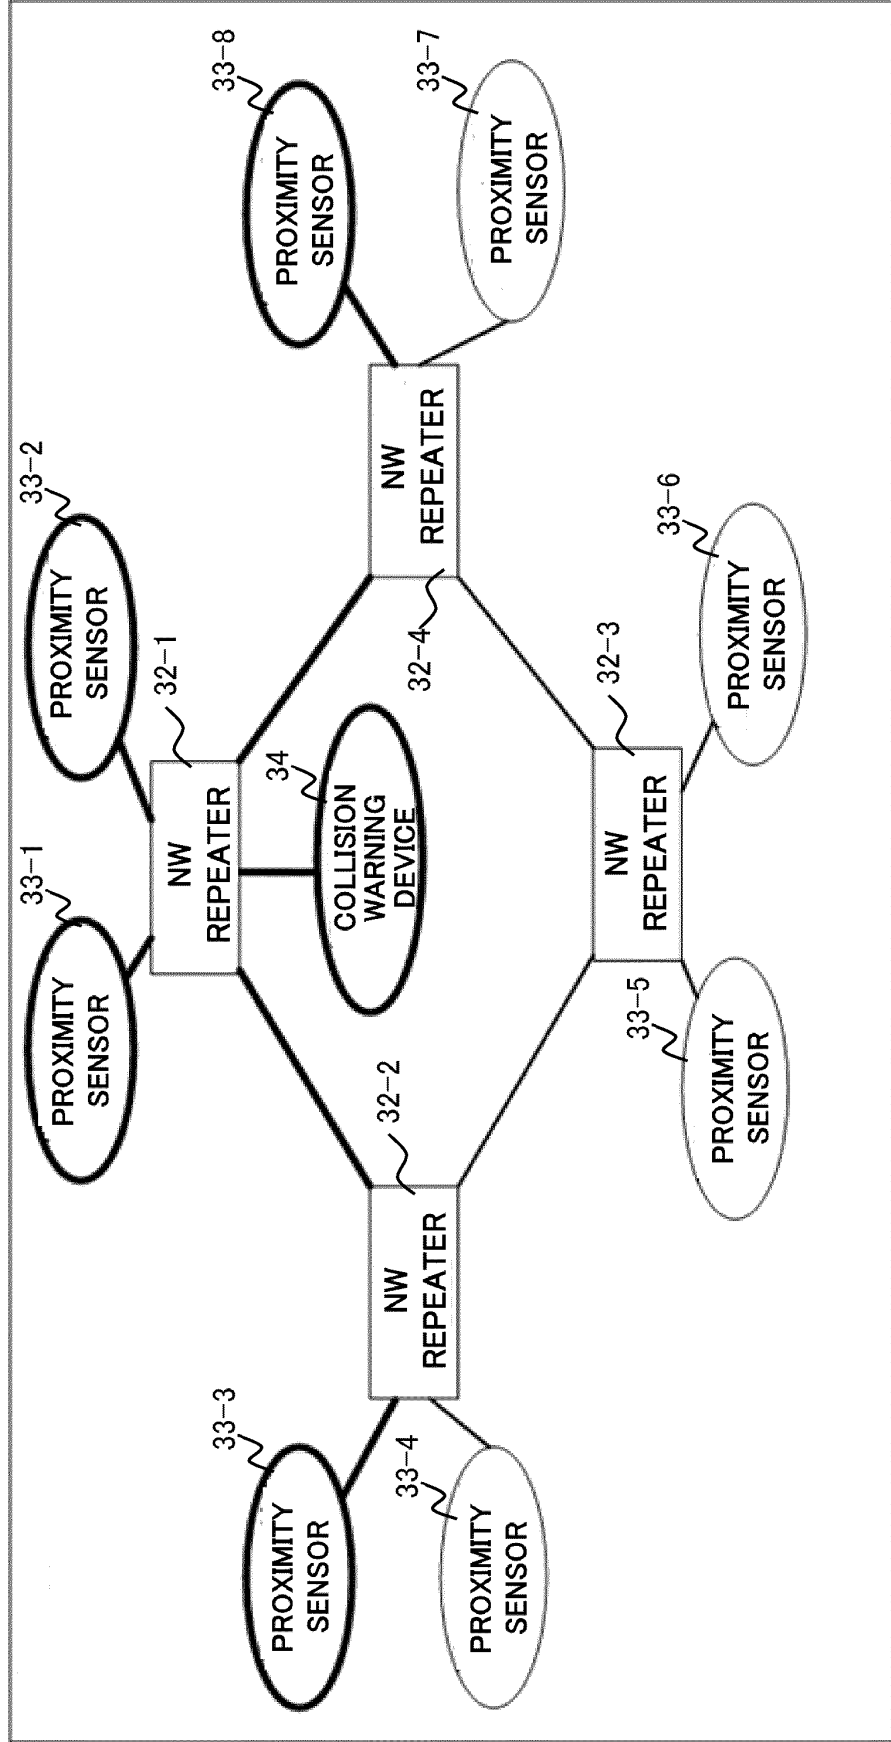 33-1
PROXIMITY
SENSOR
33-2
PROXIMITY
SENSOR
32-1
NW
REPEATER
33-3
PROXIMITY
SENSOR
33-8
PROXIMITY
SENSOR
34
COLLISION
WARNING
DEVICE
32-2
NW
REPEATER
32-4
NW
REPEATER
33-4
PROXIMITY
SENSOR
33-7
PROXIMITY
SENSOR
32-3
NW
REPEATER
33-5
PROXIMITY
SENSOR
33-6
PROXIMITY
SENSOR